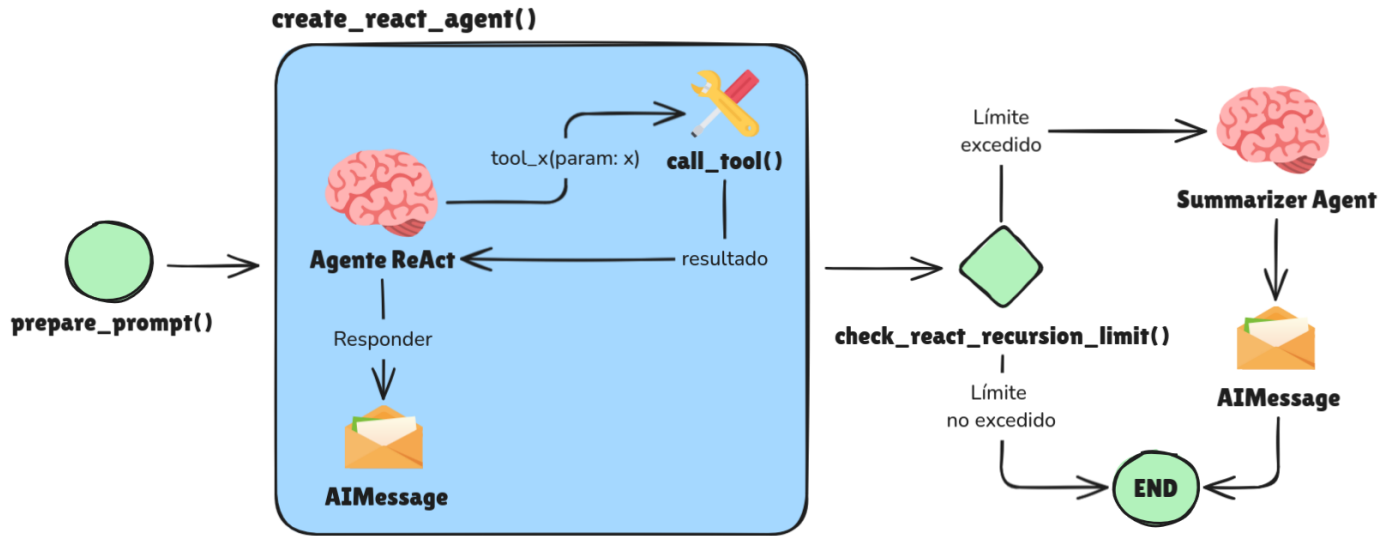 create_react_agent()
tool_x(param: x)
call_tool()
Agente ReAct
resultado
Responder
AIMessage
prepare_prompt()
Límite
excedido
Summarizer Agent
check_react_recursion_limit()
Límite
no excedido
AIMessage
END